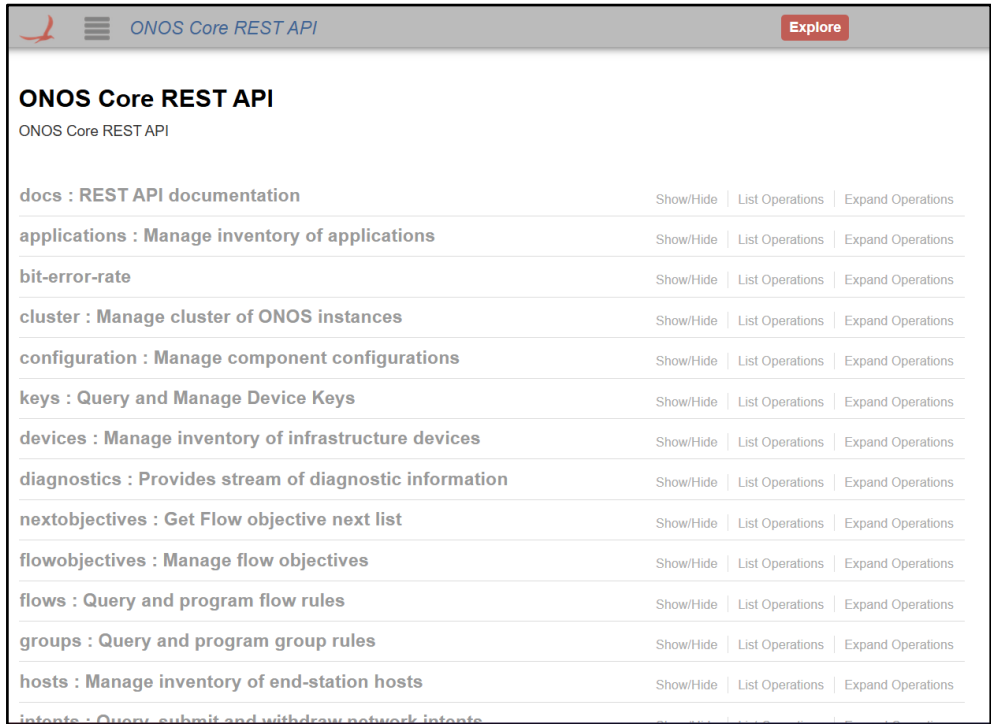 ONOS Core REST API Explore
ONOS Core REST API
ONOS Core REST API
docs : REST API documentation Show/Hide List Operations Expand Operations
applications : Manage inventory of applications Show/Hide List Operations Expand Operations
bit-error-rate Show/Hide List Operations Expand Operations
cluster : Manage cluster of ONOS instances Show/Hide List Operations Expand Operations
configuration : Manage component configurations Show/Hide List Operations Expand Operations
keys : Query and Manage Device Keys Show/Hide List Operations Expand Operations
devices : Manage inventory of infrastructure devices Show/Hide List Operations Expand Operations
diagnostics : Provides stream of diagnostic information Show/Hide List Operations Expand Operations
nextobjectives : Get Flow objective next list Show/Hide List Operations Expand Operations
flowobjectives : Manage flow objectives Show/Hide List Operations Expand Operations
flows : Query and program flow rules Show/Hide List Operations Expand Operations
groups : Query and program group rules Show/Hide List Operations Expand Operations
hosts : Manage inventory of end-station hosts Show/Hide List Operations Expand Operations
intents : Query, submit and withdraw network intents